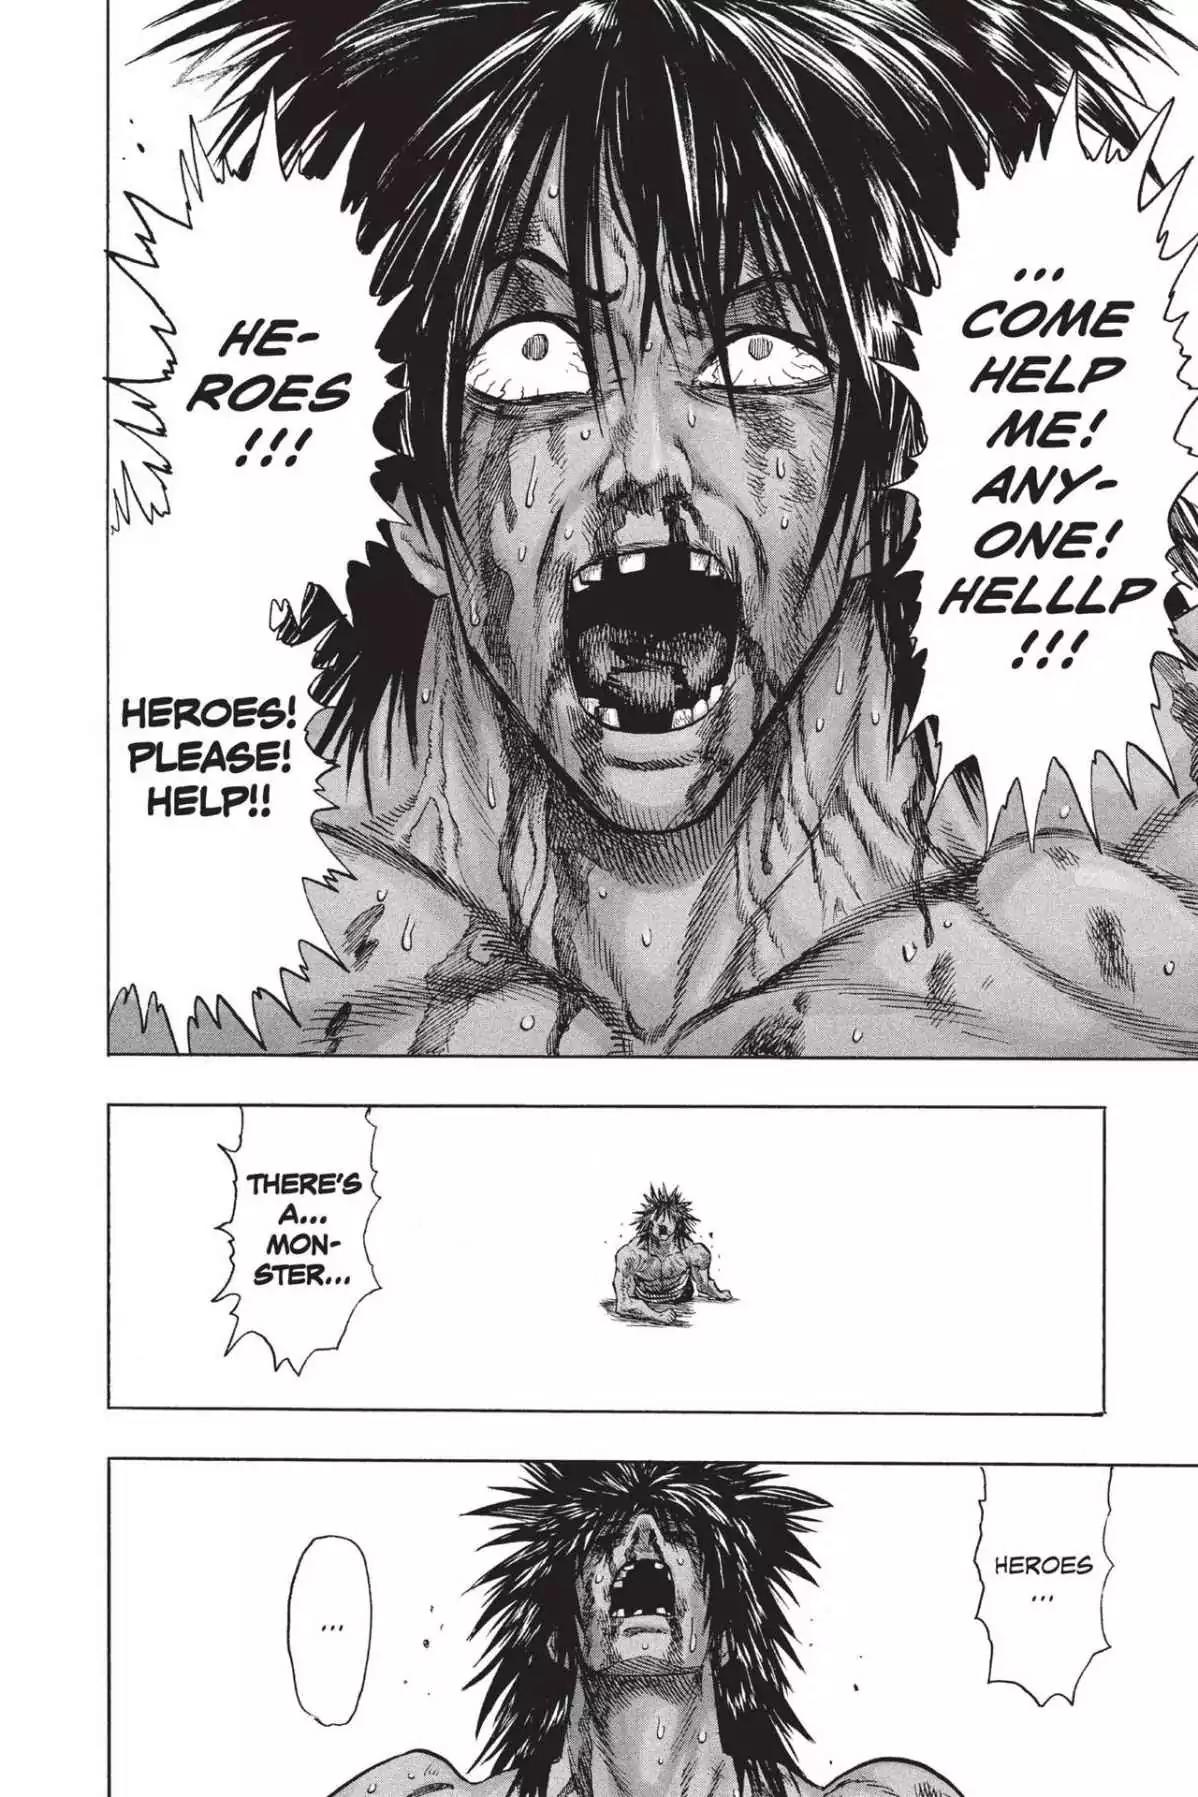 ...
COME
HELP
ME!
ANY-
ONE!
HELLLP
!!!
HE-
ROES
!!!
HEROES!
PLEASE!
HELP!!
THERE'S
A...
MON-
STER...
HEROES
...
...